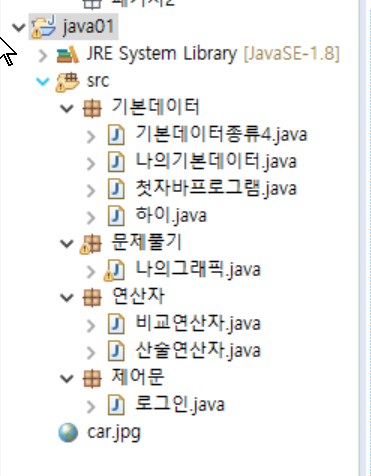 java01
JRE System Library [JavaSE-1.8]
src
기본데이터
기본데이터종류4.java
나의기본데이터.java
첫자바프로그램.java
하이.java
문제풀기
나의그래픽.java
연산자
비교연산자.java
산술연산자.java
제어문
로그인.java
car.jpg